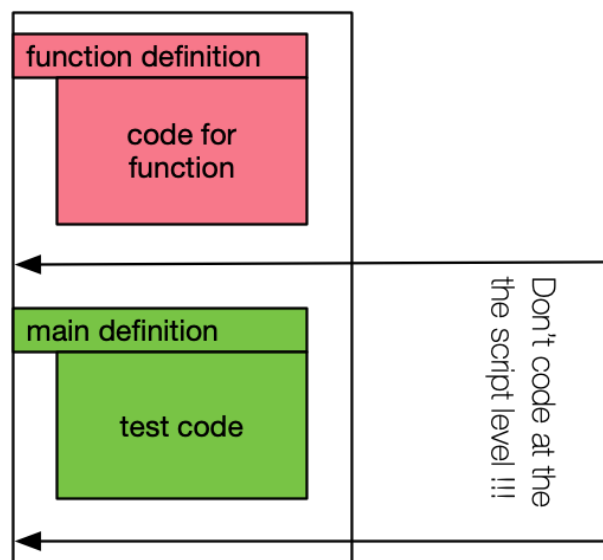 function definition
code for
function
Don't code at the
the script level !!!
main definition
test code